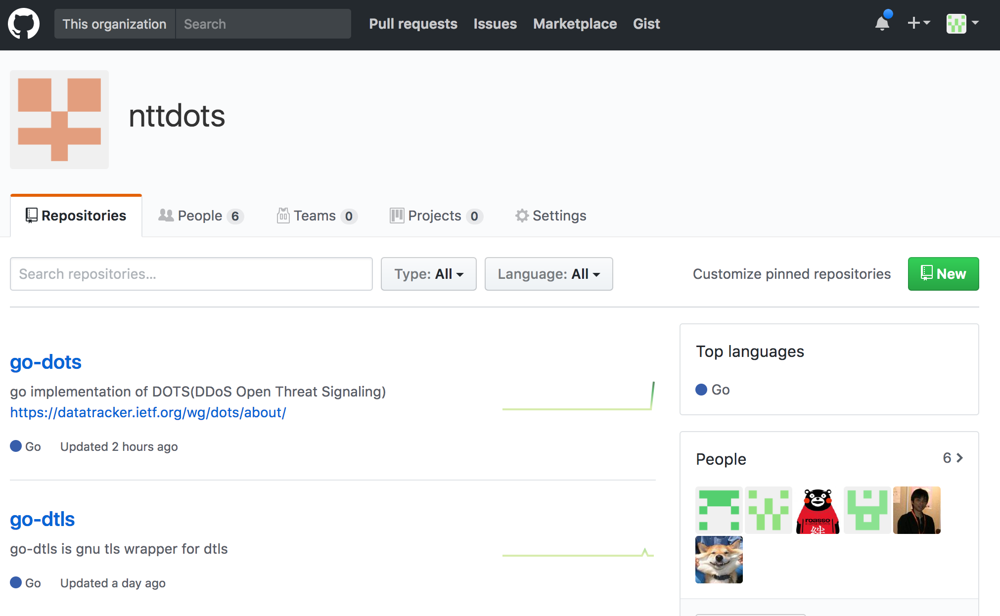 This organization Search Pull requests Issues Marketplace Gist
nttdots
Repositories People 6 Teams 0 Projects 0 Settings
Search repositories... Type: All Language: All Customize pinned repositories New
go-dots
go implementation of DOTS(DDoS Open Threat Signaling)
https://datatracker.ietf.org/wg/dots/about/
Go Updated 2 hours ago
go-dtls
go-dtls is gnu tls wrapper for dtls
Go Updated a day ago
Top languages
Go
People 6
roasso
KUMAMOTO
絆